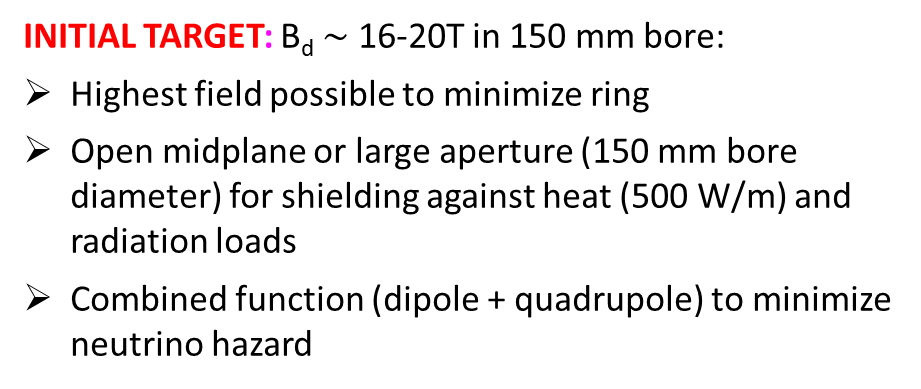 INITIAL TARGET: Bd ~ 16-20T in 150 mm bore:
➢ Highest field possible to minimize ring
➢ Open midplane or large aperture (150 mm bore
diameter) for shielding against heat (500 W/m) and
radiation loads
➢ Combined function (dipole + quadrupole) to minimize
neutrino hazard